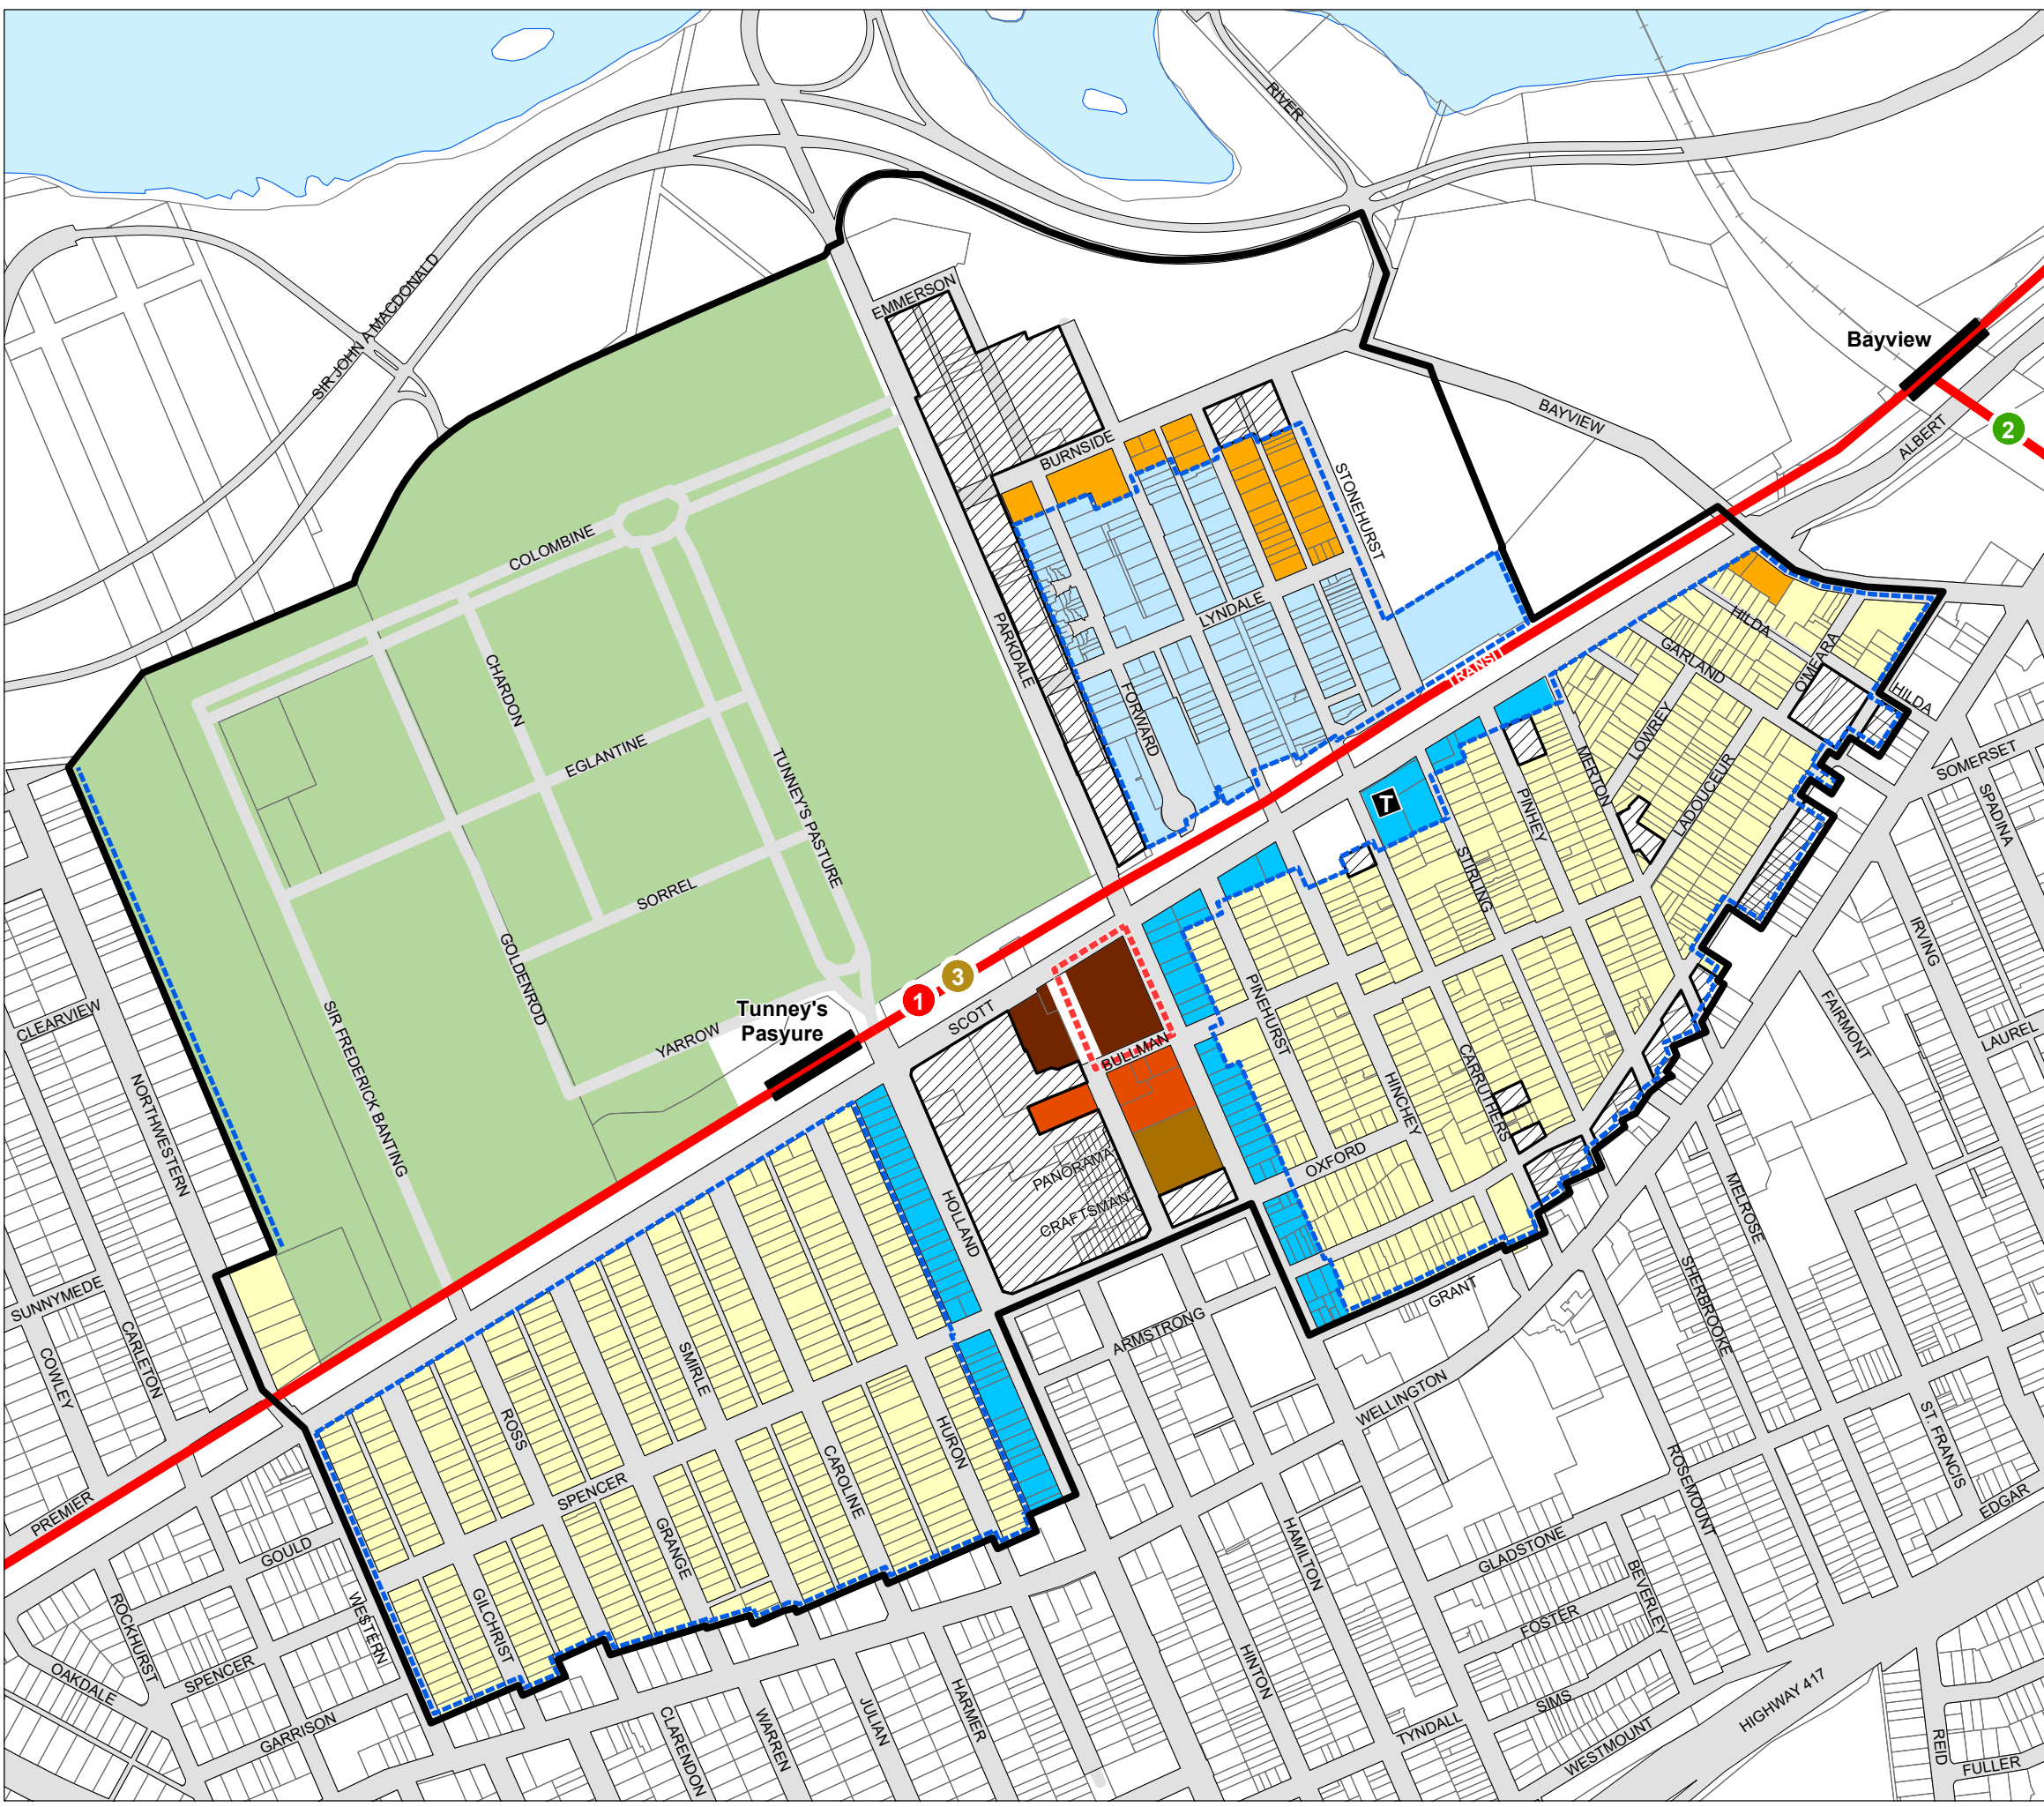 RIVER
SIR JOHN A MACDONALD
EMMERSON
Bayview
2
ALBERT
BAYVIEW
BURNSIDE
STONEHURST
COLOMBINE
LYNDALE
PARKDALE
TRANSIT
HILDA
O'MEARA
GARLAND
HILDA
CHARDON
FORWARD
LOWREY
EGLANTINE
TUNNEY'S PASTURE
MERTON
LADOUCEUR
SOMERSET
SPADINA
T
PINHEY
STIRLING
SORREL
GOLDENROD
IRVING
FAIRMONT
LAUREL
3
1
Tunney's
Pasyure
SCOTT
PINEHURST
CLEARVIEW
YARROW
BULLMAN
SIR FREDERICK BANTING
NORTHWESTERN
HINCHEY
CARRUTHERS
OXFORD
PANORAMA
CRAFTSMAN
HOLLAND
MELROSE
SUNNYMEDE
CARLETON
COWLEY
GRANT
SHERBROOKE
ARMSTRONG
SMIRLE
WELLINGTON
ROSS
HURON
CAROLINE
ST. FRANCIS
ROSEMOUNT
SPENCER
EDGAR
PREMIER
GOULD
GRANGE
HAMILTON
GLADSTONE
BEVERLEY
ROCKHURST
WESTERN
GILCHRIST
FOSTER
SPENCER
OAKDALE
HINTON
SIMS
GARRISON
CLARENDON
WARREN
JULIAN
HARMER
TYNDALL
WESTMOUNT
HIGHWAY 417
REID
FULLER